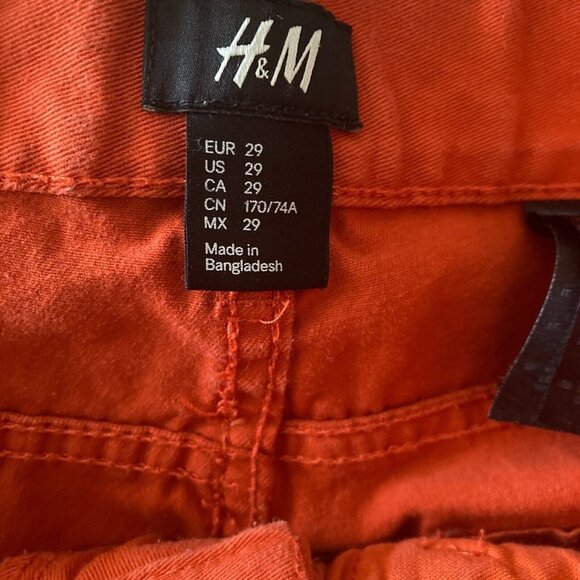 H&M
EUR 29
US 29
CA 29
CN 170/74A
MX 29
Made in
Bangladesh